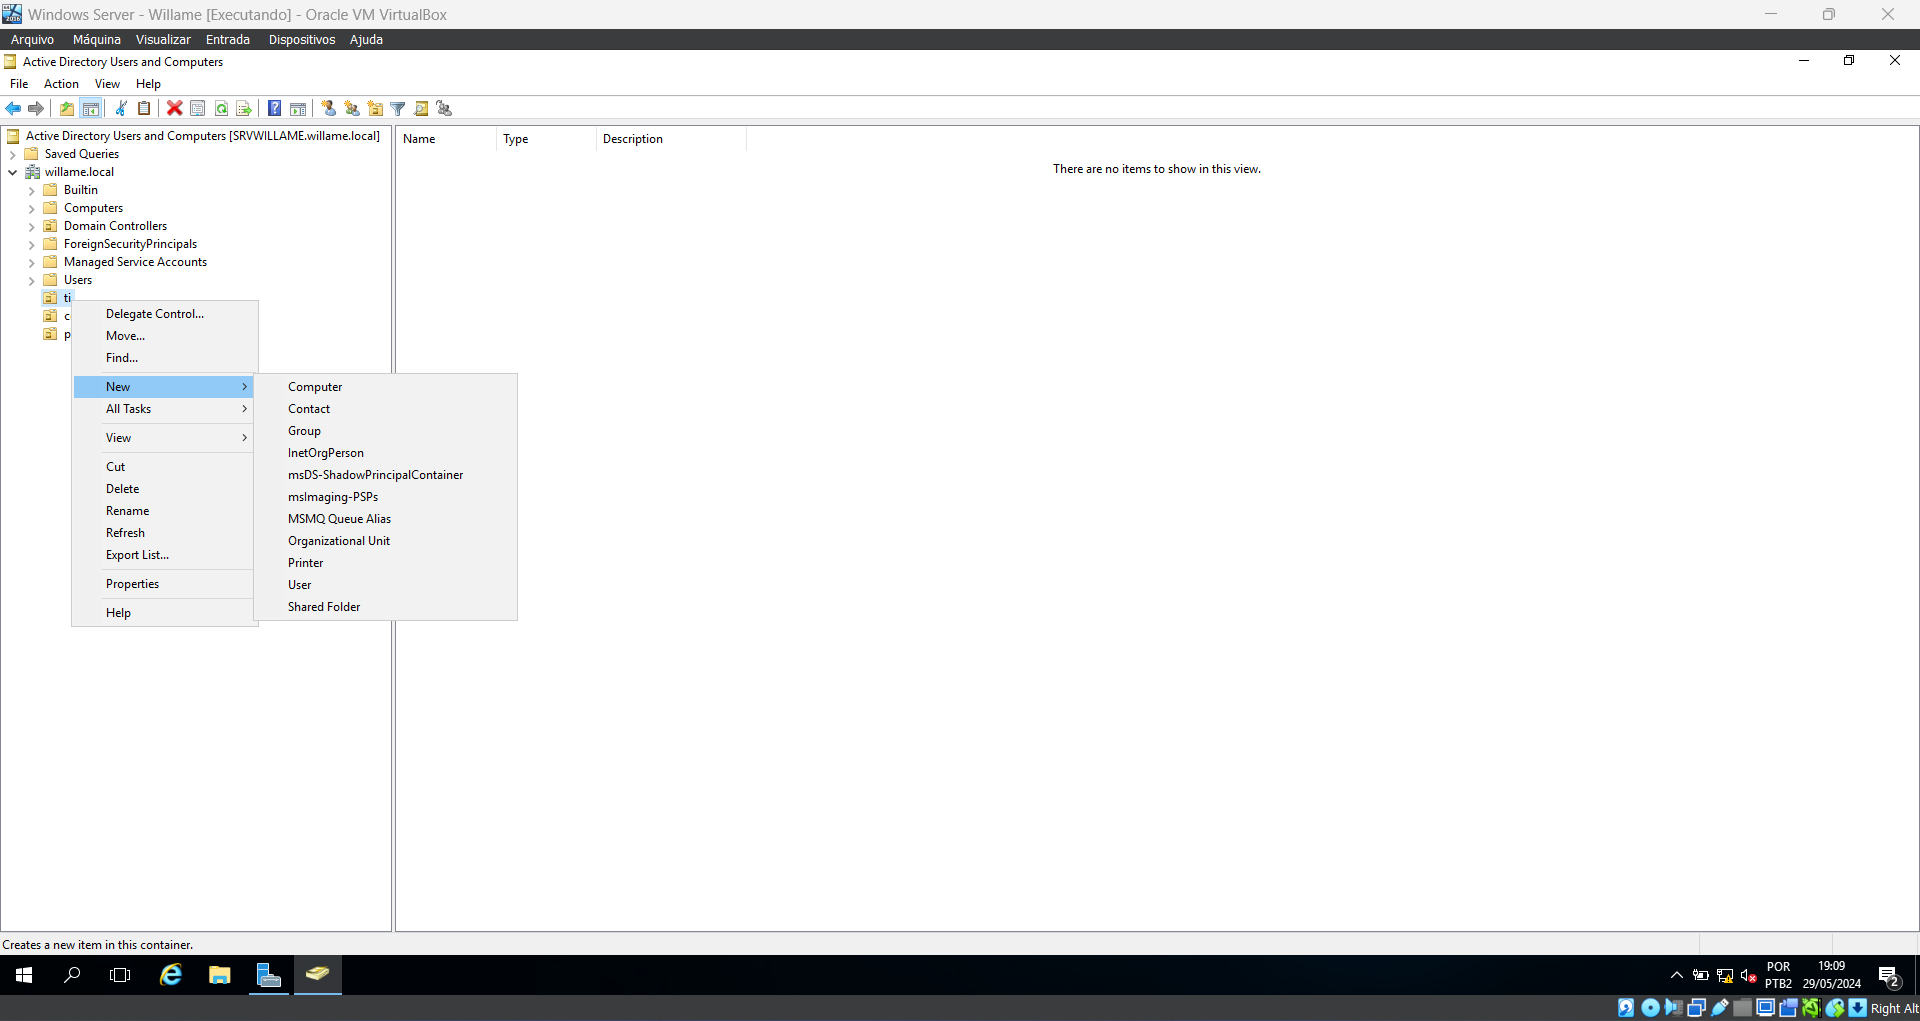 Windows Server - Willame [Executando] - Oracle VM VirtualBox
Arquivo Máquina Visualizar Entrada Dispositivos Ajuda
Active Directory Users and Computers
File Action View Help
Active Directory Users and Computers [SRVWILLAME.willame.local]
Name Type Description
Saved Queries
There are no items to show in this view.
willame.local
Builtin
Computers
Domain Controllers
ForeignSecurityPrincipals
Managed Service Accounts
Users
ti
c
p
Delegate Control...
Move...
Find...
New
All Tasks
View
Cut
Delete
Rename
Refresh
Export List...
Properties
Help
Computer
Contact
Group
InetOrgPerson
msDS-ShadowPrincipalContainer
msImaging-PSPs
MSMQ Queue Alias
Organizational Unit
Printer
User
Shared Folder
Creates a new item in this container.
POR
PTB2
19:09
29/05/2024
2
Right Alt